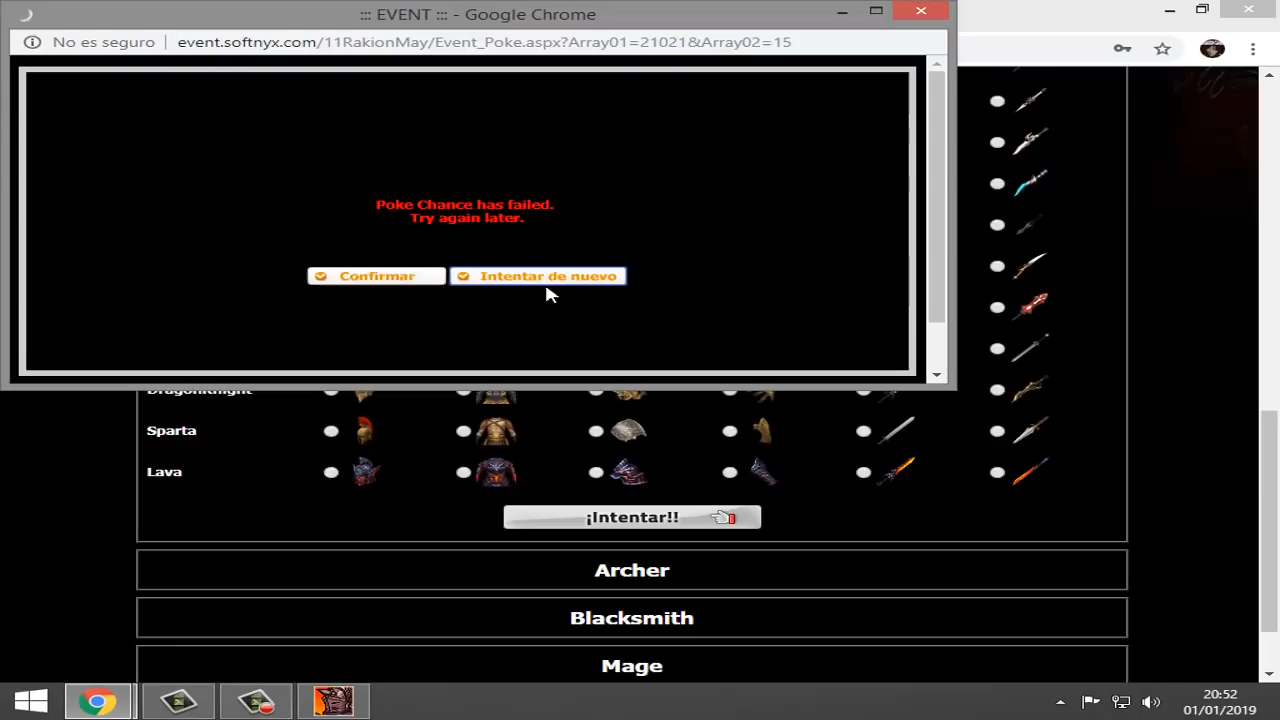 ::: EVENT ::: - Google Chrome
No es seguro
event.softnyx.com/11RakionMay/Event_Poke.aspx?Array01=21021&Array02=15
Poke Chance has failed.
Try again later.
Confirmar
Intentar de nuevo
Dragonknight
Sparta
Lava
¡Intentar!!
Archer
Blacksmith
Mage
20:52
01/01/2019